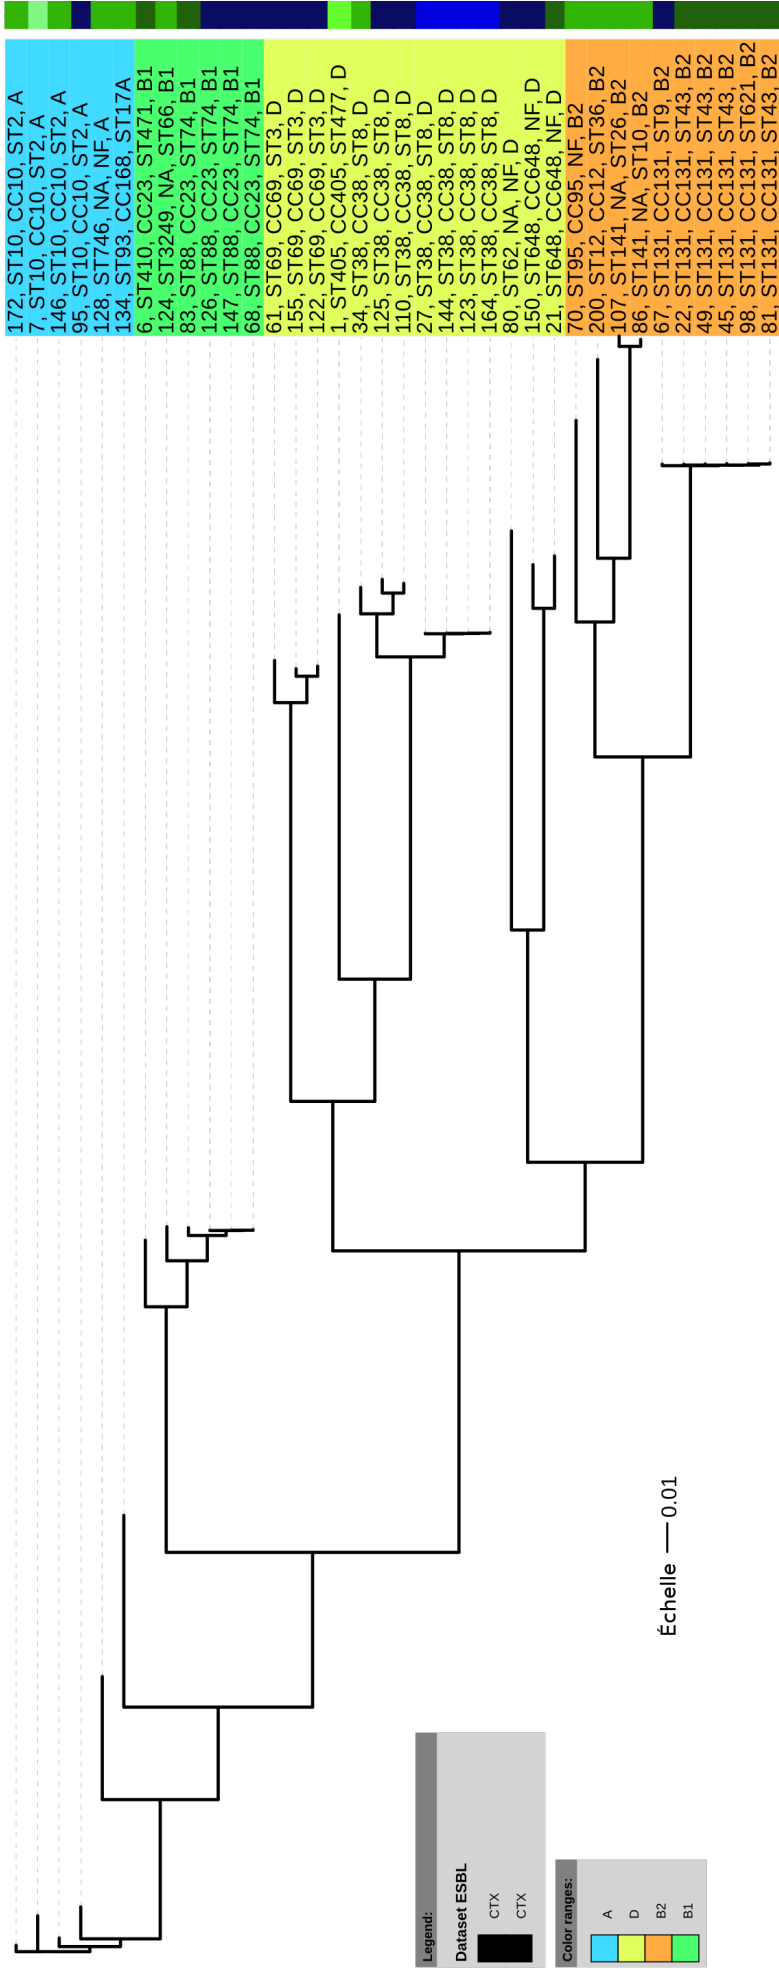 172, ST10, CC10, ST2, A
7, ST10, CC10, ST2, A
146, ST10, CC10, ST2, A
95, ST10, CC10, ST2, A
128, ST746, NA, NF, A
134, ST93, CC168, ST17A
6, ST410, CC23, ST471, B1
124, ST3249, NA, ST66, B1
83, ST88, CC23, ST74, B1
126, ST88, CC23, ST74, B1
147, ST88, CC23, ST74, B1
68, ST88, CC23, ST74, B1
61, ST69, CC69, ST3, D
155, ST69, CC69, ST3, D
122, ST69, CC69, ST3, D
1, ST405, CC405, ST477, D
34, ST38, CC38, ST8, D
125, ST38, CC38, ST8, D
110, ST38, CC38, ST8, D
27, ST38, CC38, ST8, D
144, ST38, CC38, ST8, D
123, ST38, CC38, ST8, D
164, ST38, CC38, ST8, D
80, ST62, NA, NF, D
150, ST648, CC648, NF, D
21, ST648, CC648, NF, D
70, ST95, CC95, NF, B2
200, ST12, CC12, ST36, B2
107, ST141, NA, ST26, B2
86, ST141, NA, ST10, B2
67, ST131, CC131, ST9, B2
22, ST131, CC131, ST43, B2
49, ST131, CC131, ST43, B2
45, ST131, CC131, ST43, B2
98, ST131, CC131, ST621, B2
81, ST131, CC131, ST43, B2
Échelle 0.01
Legend:
Dataset ESBL
CTX
CTX
Color ranges:
A
D
B2
B1